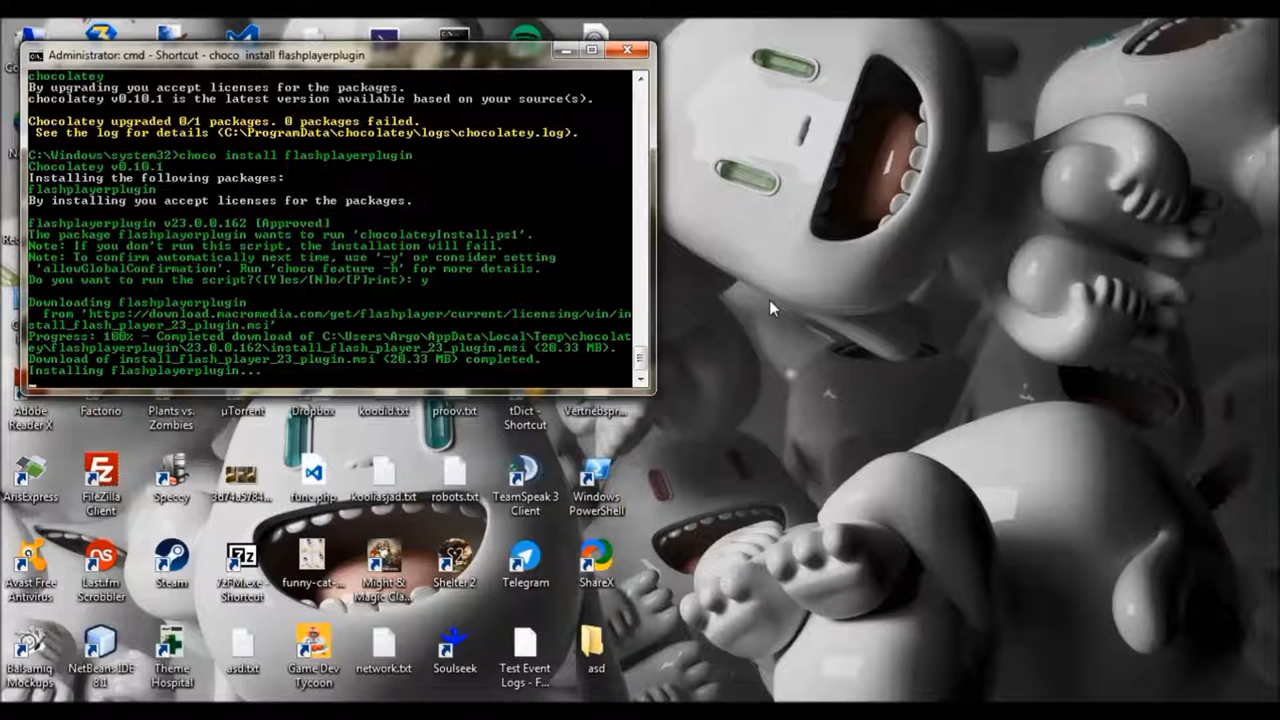 Administrator: cmd - Shortcut - choco install flashplayerplugin
chocolatey
By upgrading you accept licenses for the packages.
chocolatey v0.10.1 is the latest version available based on your source(s).
Chocolatey upgraded 0/1 packages. 0 packages failed.
See the log for details (C:\ProgramData\chocolatey\logs\chocolatey.log).
C:\Windows\system32>choco install flashplayerplugin
Chocolatey v0.10.1
Installing the following packages:
flashplayerplugin
By installing you accept licenses for the packages.
flashplayerplugin v23.0.0.162 [Approved]
The package flashplayerplugin wants to run 'chocolateyInstall.ps1'.
Note: If you don't run this script, the installation will fail.
Note: To confirm automatically next time, use '-y' or consider setting
'allowGlobalConfirmation'. Run 'choco feature -h' for more details.
Do you want to run the script?([Y]es/[N]o/[P]rint): y
Downloading flashplayerplugin
from 'https://download.macromedia.com/get/flashplayer/current/licensing/win/in
stall_flash_player_23_plugin.msi'
Progress: 100% - Completed download of C:\Users\Argo\AppData\Local\Temp\chocolat
ey\flashplayerplugin\23.0.0.162\install_flash_player_23_plugin.msi (20.33 MB).
Download of install_flash_player_23_plugin.msi (20.33 MB) completed.
Installing flashplayerplugin...
Adobe Reader X
Factorio
Plants vs. Zombies
µTorrent
Dropbox
koodid.txt
proov.txt
tDict - Shortcut
Vertriebspr...
ArisExpress
FileZilla Client
Speccy
3d74a5784...
func.php
kooliasjad.txt
robots.txt
TeamSpeak 3 Client
Windows PowerShell
Avast Free Antivirus
Last.fm Scrobbler
Steam
7zFM.exe - Shortcut
funny-cat-...
Might & Magic Cla...
Shelter 2
Telegram
ShareX
Balsamiq Mockups
NetBeans IDE 8.1
Theme Hospital
asd.txt
Game Dev Tycoon
network.txt
Soulseek
Test Event Logs - F...
asd